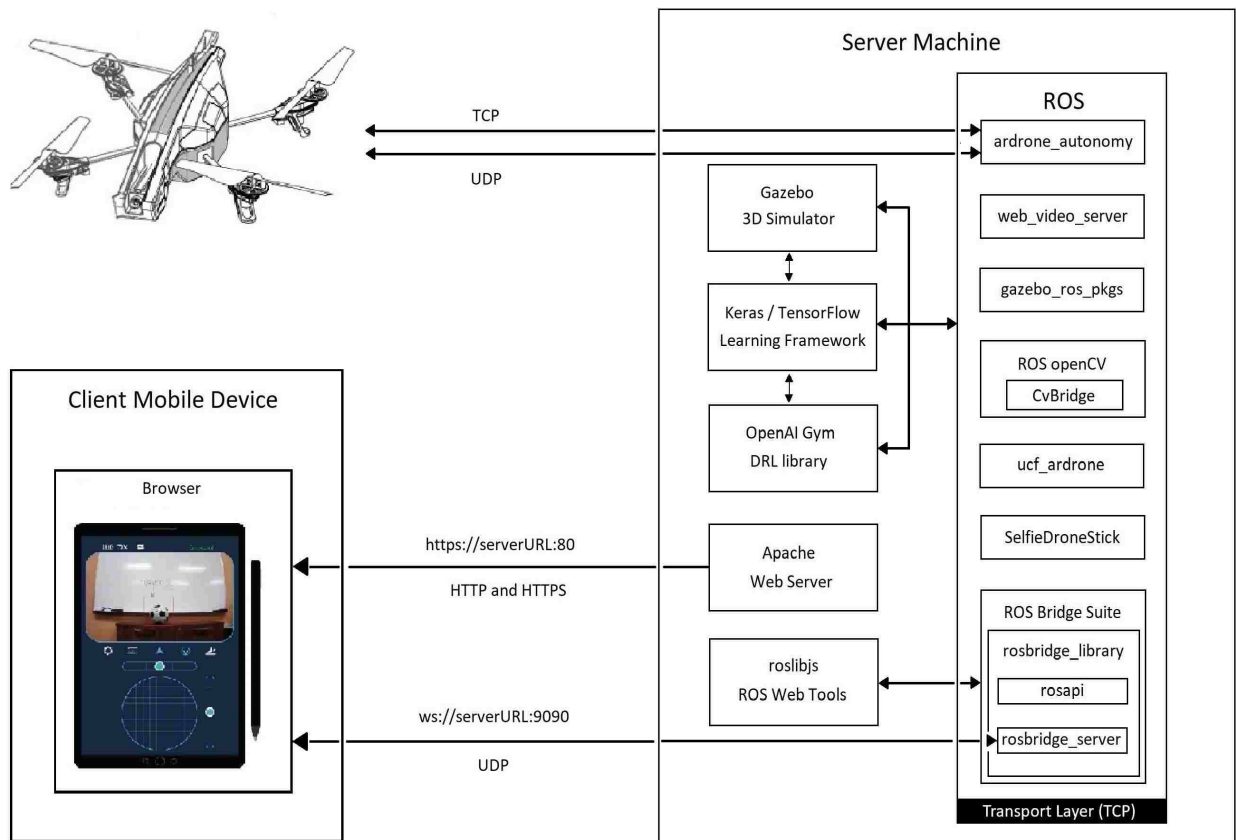 Server Machine
ROS
TCP
ardrone_autonomy
UDP
Gazebo
3D Simulator
web_video_server
gazebo_ros_pkgs
Keras / TensorFlow
Learning Framework
ROS openCV
CvBridge
Client Mobile Device
OpenAI Gym
DRL library
ucf_ardrone
Browser
SelfieDroneStick
https://serverURL:80
HTTP and HTTPS
Apache
Web Server
ROS Bridge Suite
rosbridge_library
roslibjs
ROS Web Tools
rosapi
ws://serverURL:9090
rosbridge_server
UDP
Transport Layer (TCP)